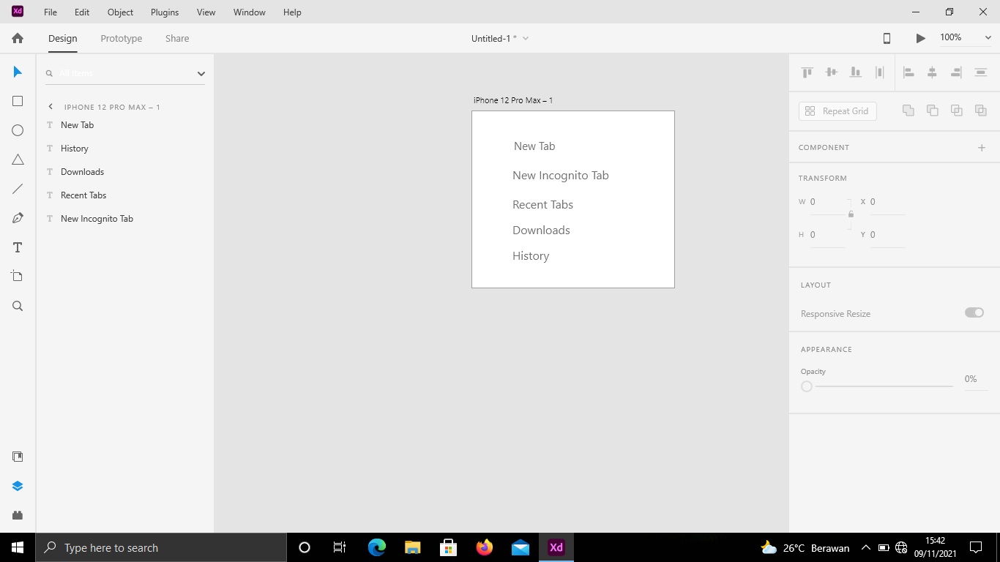 Xd File Edit Object Plugins View Window Help
Design Prototype Share Untitled-1 * 100%
All Items
IPHONE 12 PRO MAX – 1
New Tab
History
Downloads
Recent Tabs
New Incognito Tab
iPhone 12 Pro Max – 1
New Tab
New Incognito Tab
Recent Tabs
Downloads
History
Repeat Grid
COMPONENT
TRANSFORM
W 0 X 0
H 0 Y 0
LAYOUT
Responsive Resize
APPEARANCE
Opacity
0%
Type here to search
Xd
26°C Berawan
15:42
09/11/2021